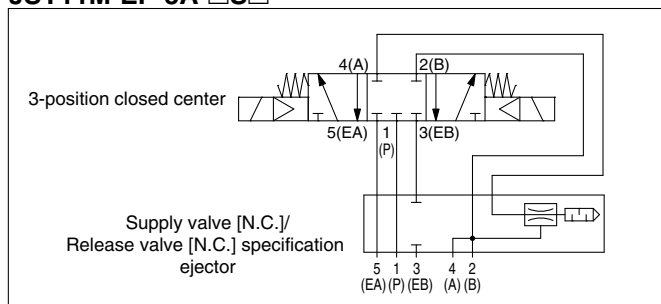 4(A) 2(B)
3-position closed center
5(EA) 1 3(EB)
(P)
Supply valve [N.C.]/
Release valve [N.C.] specification
ejector
5 1 3 4 2
(EA) (P) (EB) (A) (B)